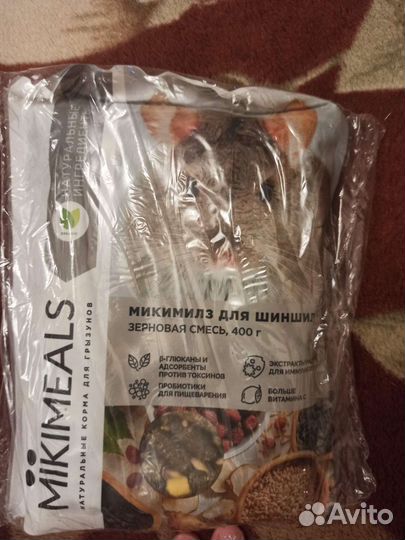 НАТУРАЛЬНЫЕ
ИНГРЕДИЕНТЫ
MIKIMEALS
НАТУРАЛЬНЫЕ КОРМА ДЛЯ ГРЫЗУНОВ
МИКИМИЛЗ ДЛЯ ШИНШИЛ
ЗЕРНОВАЯ СМЕСЬ, 400 г
β-ГЛЮКАНЫ И
АДСОРБЕНТЫ
ПРОТИВ ТОКСИНОВ
ПРОБИОТИКИ
ДЛЯ ПИЩЕВАРЕНИЯ
ДЛЯ
БОЛЬШЕ
ВИТАМИНА С
Avito